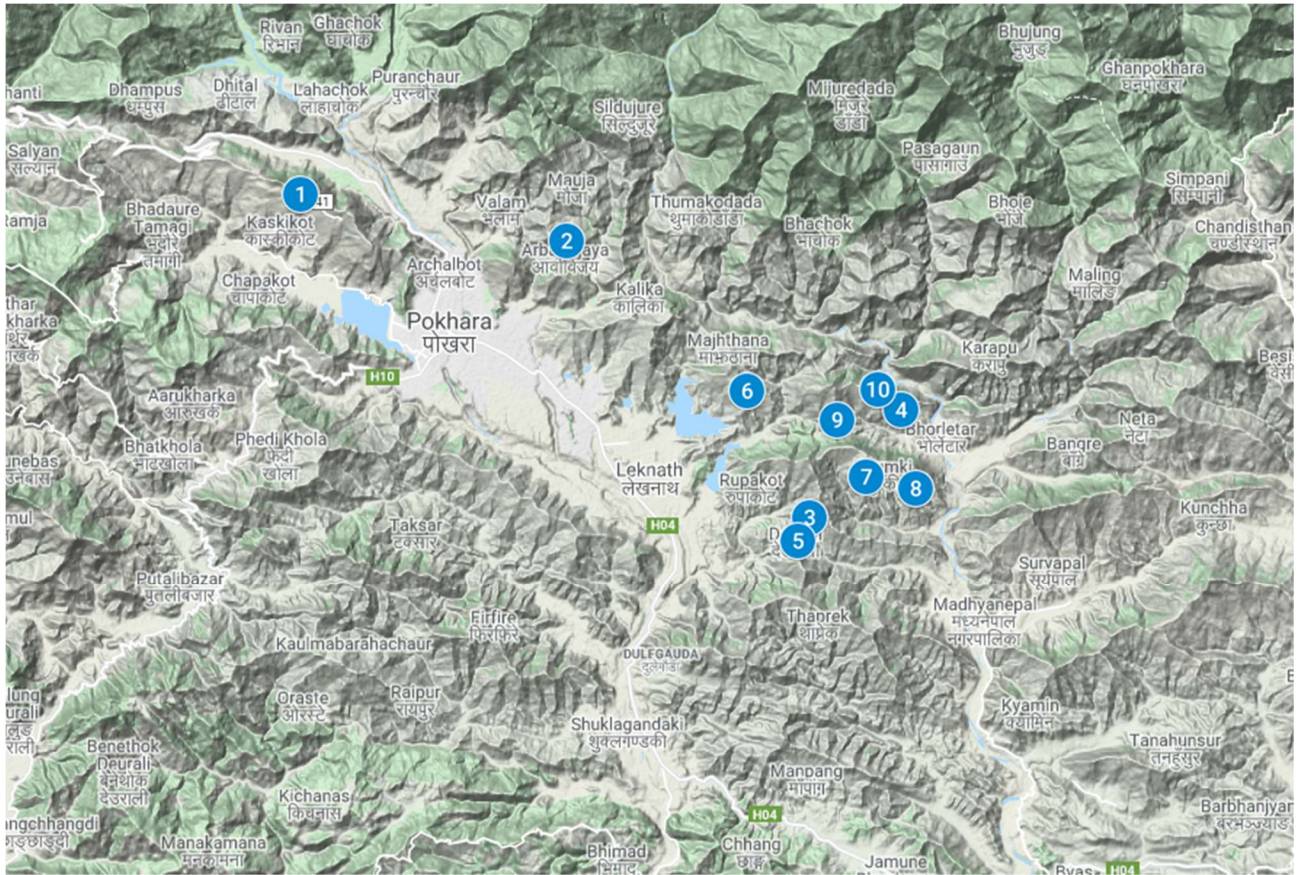 Rivan
रिभान
Ghachok
घाचोक
Bhujung
भुजुङ
Ghanpokhara
घनपोखरा
Dhampus
धम्पुस
Dhital
ढीटाल
Lahachok
लाहाचोक
Puranchaur
पुरन्चौर
Sildujure
सिल्दुजुरे
Mijuredada
मिजुरे
डाँडा
Pasagaun
पासागाउँ
Salyan
सल्यान
Simpani
सिम्पानी
1
41
Bhadaure
Tamagi
भदौरे
तमागी
Kaskikot
कास्कीकोट
Valam
भलाम
Mauja
मौजा
2
Thumakodada
थुमाकोडाँडा
Bhachok
भाचोक
Bhoje
भोजे
Chandisthan
चण्डीस्थान
Chapakot
चापाकोट
Archalbot
अर्चलबोट
Kalika
कालिका
Maling
मालिङ
Pokhara
पोखरा
Majhthana
माझठाना
Karapu
करापु
H10
6
10
4
9
Bhorletar
भोर्लेटार
Aarukharka
आरुखर्क
Bhatkhola
भाटखोला
Phedi Khola
फेदी
खोला
Neta
नेटा
Bangre
बाग्रे
Leknath
लेखनाथ
Rupakot
रुपाकोट
7
8
3
5
H04
Kunchha
कुन्छा
Taksar
टक्सार
Putalibazar
पुतलीबजार
Survapal
सूर्यपाल
Firfire
फिरफिरे
Thaprek
थाप्रेक
Madhyanepal
मध्यनेपाल
नगरपालिका
Kaulmabarahachaur
DULEGAUDA
दुलेगौडा
Oraste
ओरस्टे
Raipur
रायपुर
Kyamin
क्यामिन
Shuklagandaki
शुक्लगण्डकी
Benethok
Deurali
बेनेथोक
देउराली
Tanahunsur
तनहुँसुर
Manpang
मापांग
Kichanas
किचनास
H04
Manakamana
मनकामना
Bhimad
भिमाद
Chhang
छाङ्ग
Jamune
H04